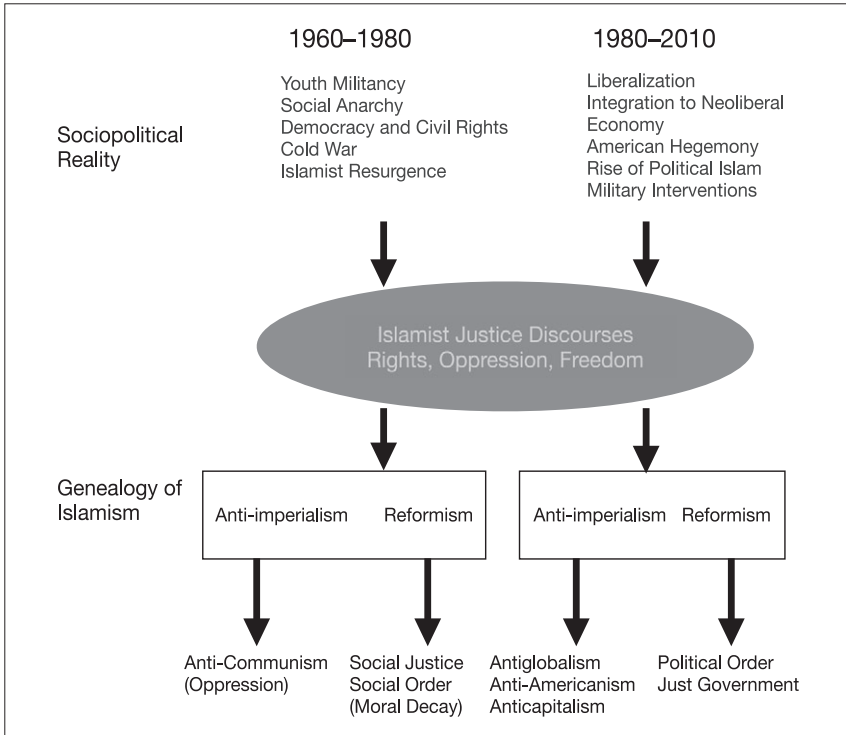 1960–1980
1980–2010
Sociopolitical
Reality
Youth Militancy
Social Anarchy
Democracy and Civil Rights
Cold War
Islamist Resurgence
Liberalization
Integration to Neoliberal
Economy
American Hegemony
Rise of Political Islam
Military Interventions
Islamist Justice Discourses
Rights, Oppression, Freedom
Genealogy of
Islamism
Anti-imperialism
Reformism
Anti-imperialism
Reformism
Anti-Communism
(Oppression)
Social Justice
Social Order
(Moral Decay)
Antiglobalism
Anti-Americanism
Anticapitalism
Political Order
Just Government